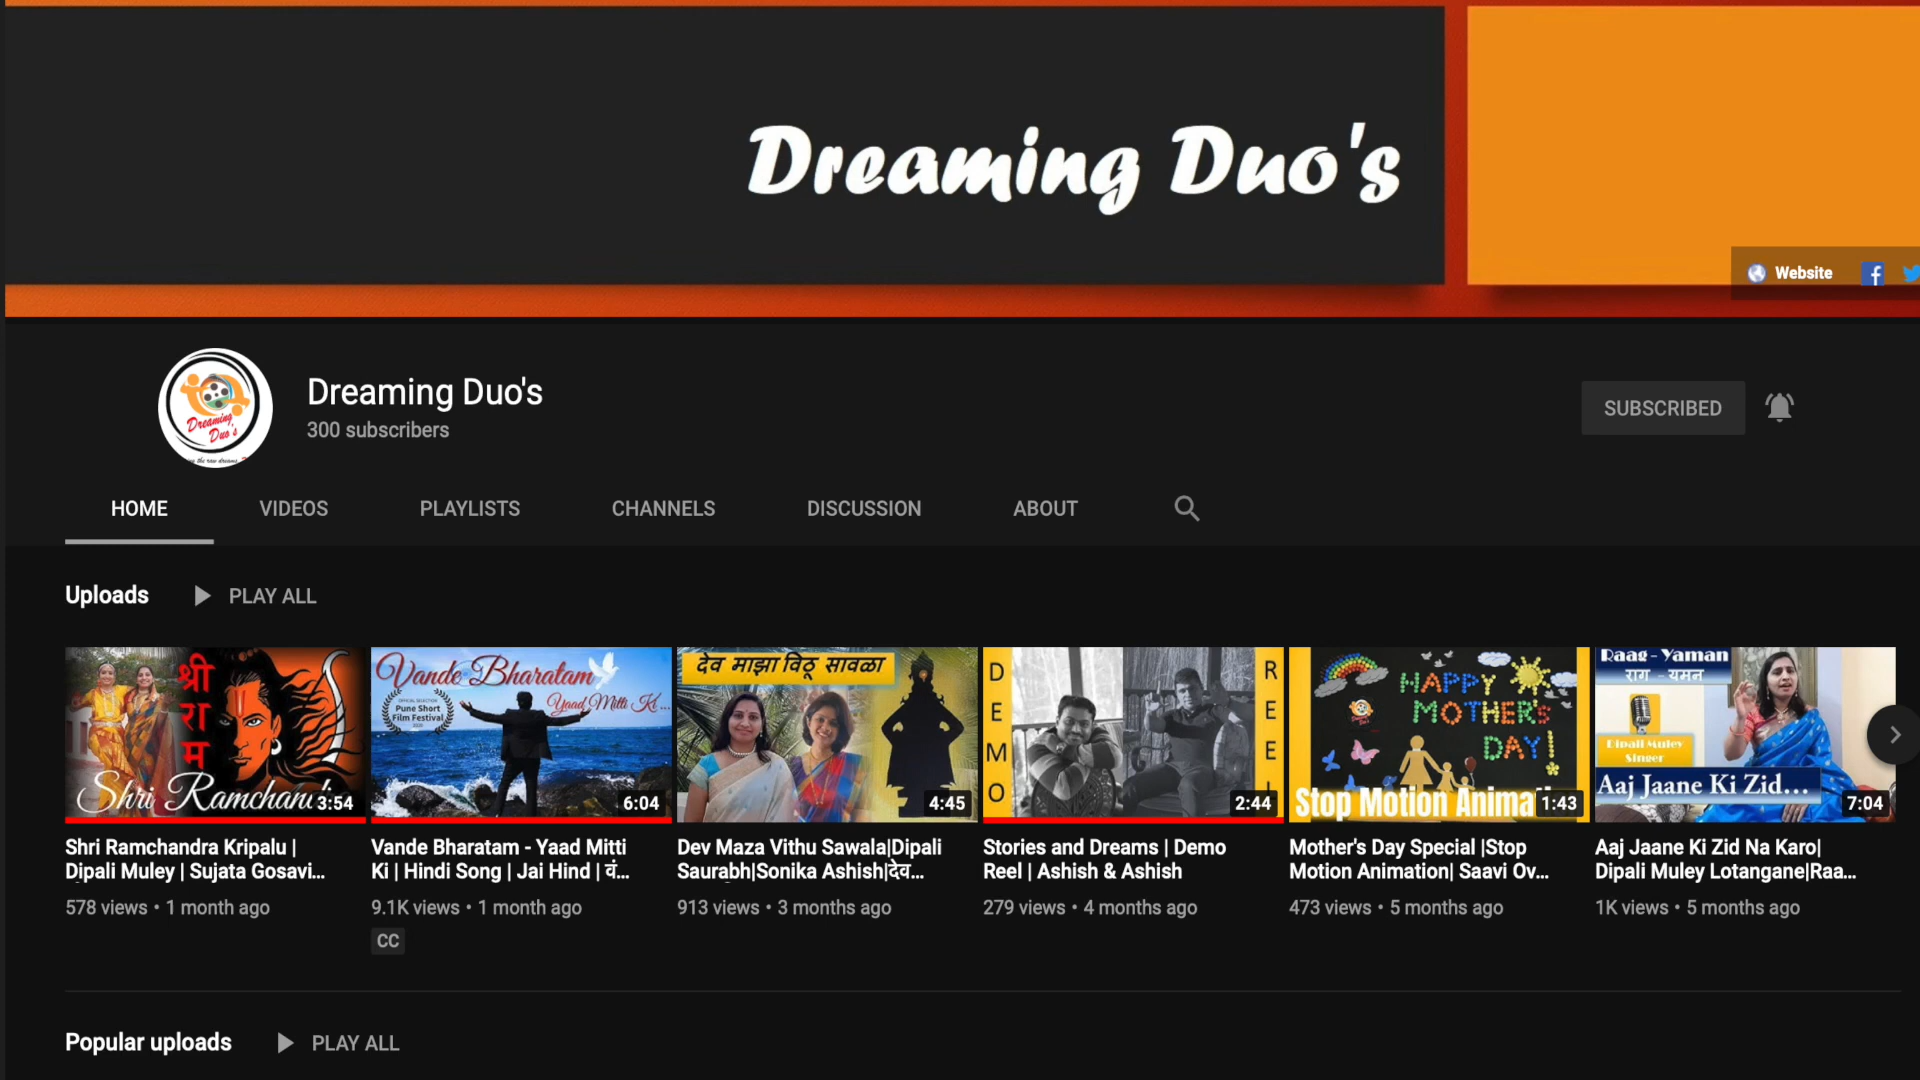 Dreaming Duo's
Website
Dreaming Duo's
Dreaming Duo's
300 subscribers
SUBSCRIBED
HOME
VIDEOS
PLAYLISTS
CHANNELS
DISCUSSION
ABOUT
Uploads
PLAY ALL
श्री
रा
म
Shri Ramchand
3:54
Vande Bharatam
Yaad Mitti Ki...
OFFICIAL SELECTION
Pune Short
Film Festival
2020
6:04
देव माझा विठू सावळा
4:45
DEMO
REEL
2:44
HAPPY
MOTHER'S
DAY!
Stop Motion Anima
1:43
Raag - Yaman
राग - यमन
Dipali Muley
Singer
Aaj Jaane Ki Zid...
7:04
Shri Ramchandra Kripalu |
Dipali Muley | Sujata Gosavi...
578 views • 1 month ago
Vande Bharatam - Yaad Mitti
Ki | Hindi Song | Jai Hind | वं...
9.1K views • 1 month ago
CC
Dev Maza Vithu Sawala|Dipali
Saurabh|Sonika Ashish|देव...
913 views • 3 months ago
Stories and Dreams | Demo
Reel | Ashish & Ashish
279 views • 4 months ago
Mother's Day Special |Stop
Motion Animation| Saavi Ov...
473 views • 5 months ago
Aaj Jaane Ki Zid Na Karo|
Dipali Muley Lotangane|Raa...
1K views • 5 months ago
Popular uploads
PLAY ALL